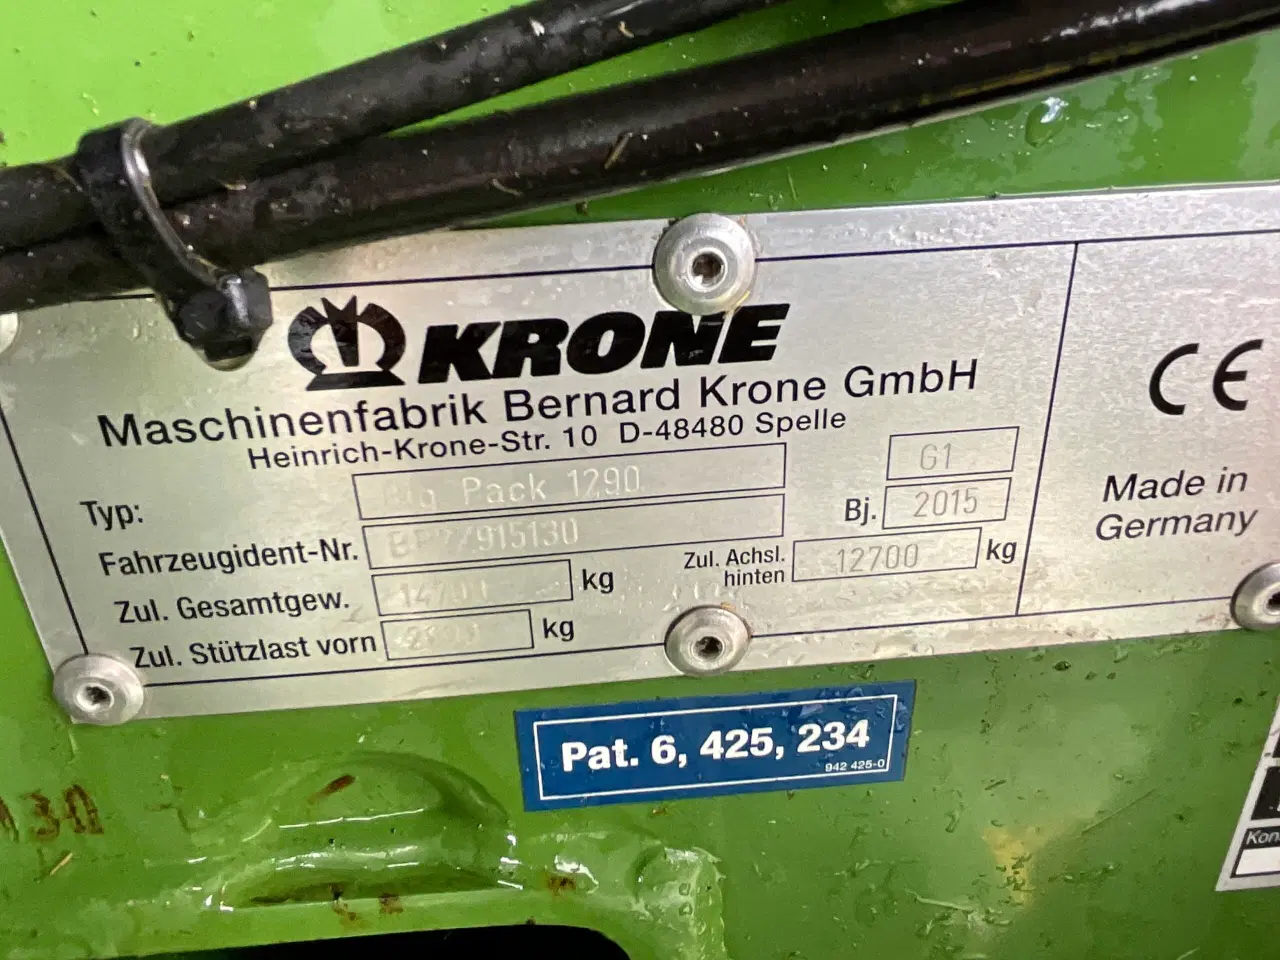 KRONE
Maschinenfabrik Bernard Krone GmbH
Heinrich-Krone-Str. 10 D-48480 Spelle
Typ: Big Pack 1290 G1
Fahrzeugident-Nr. Bj. 2015
Zul. Gesamtgew. kg Zul. Achsl. hinten 12700 kg
Zul. Stützlast vorn kg
CE
Made in
Germany
Pat. 6, 425, 234
942 425-0
Kon